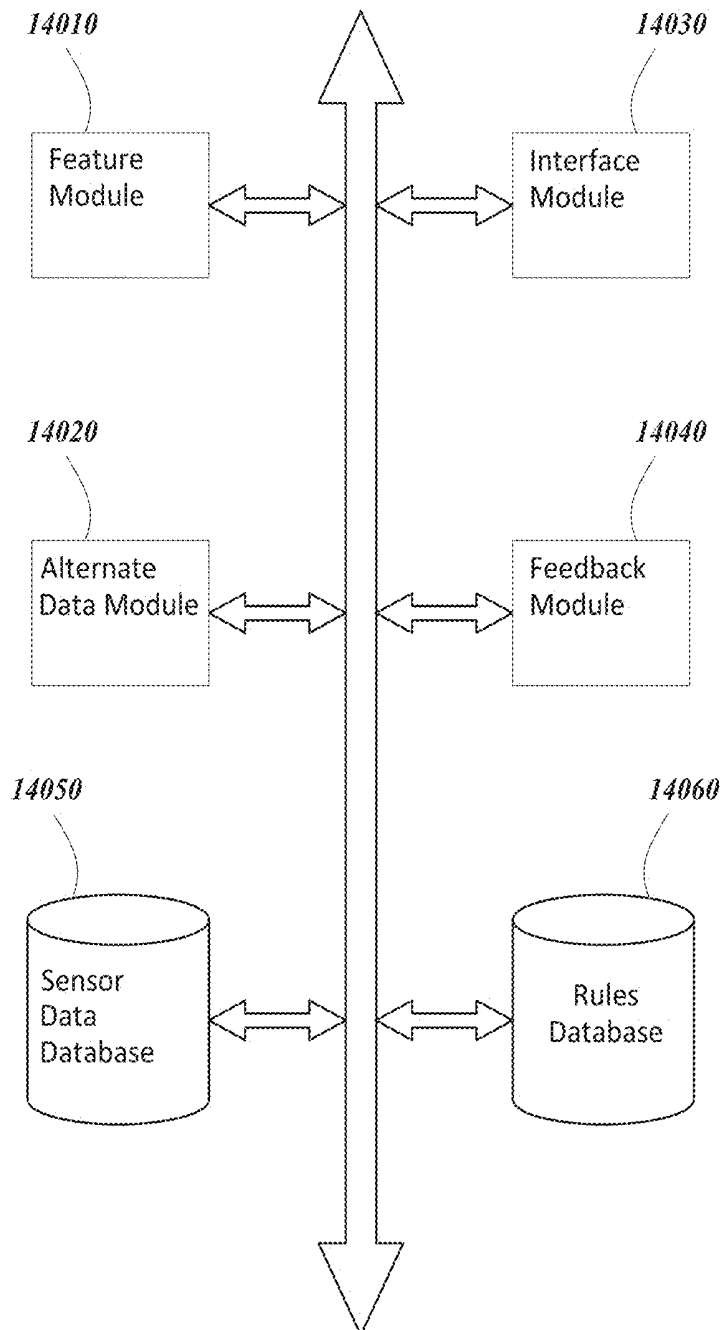 14010
14030
Feature
Module
Interface
Module
14020
14040
Alternate
Data Module
Feedback
Module
14050
14060
Sensor
Data
Database
Rules
Database